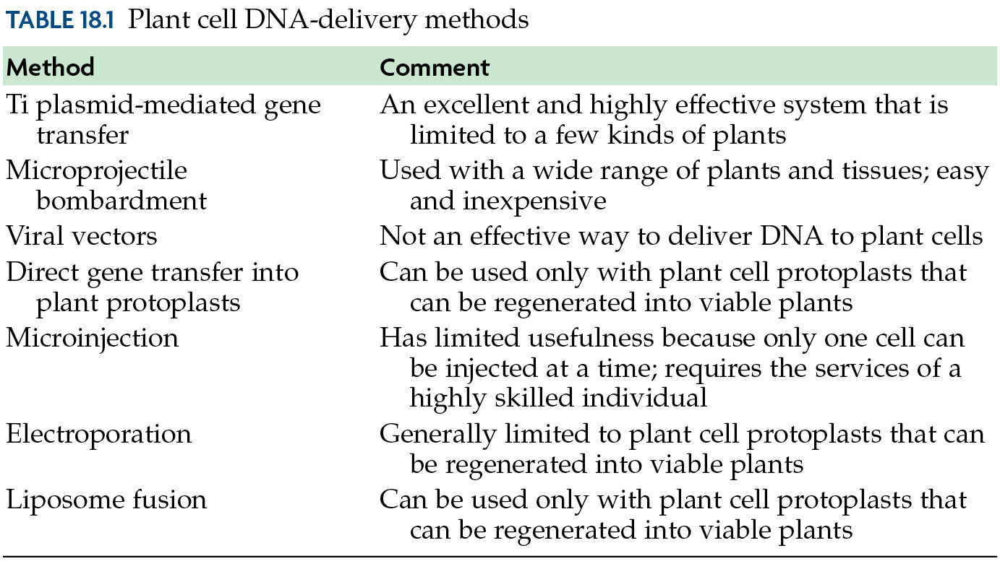 TABLE 18.1 Plant cell DNA-delivery methods
Method Comment
Ti plasmid-mediated gene An excellent and highly effective system that is
transfer limited to a few kinds of plants
Microprojectile Used with a wide range of plants and tissues; easy
bombardment and inexpensive
Viral vectors Not an effective way to deliver DNA to plant cells
Direct gene transfer into Can be used only with plant cell protoplasts that
plant protoplasts can be regenerated into viable plants
Microinjection Has limited usefulness because only one cell can
be injected at a time; requires the services of a
highly skilled individual
Electroporation Generally limited to plant cell protoplasts that can
be regenerated into viable plants
Liposome fusion Can be used only with plant cell protoplasts that
can be regenerated into viable plants